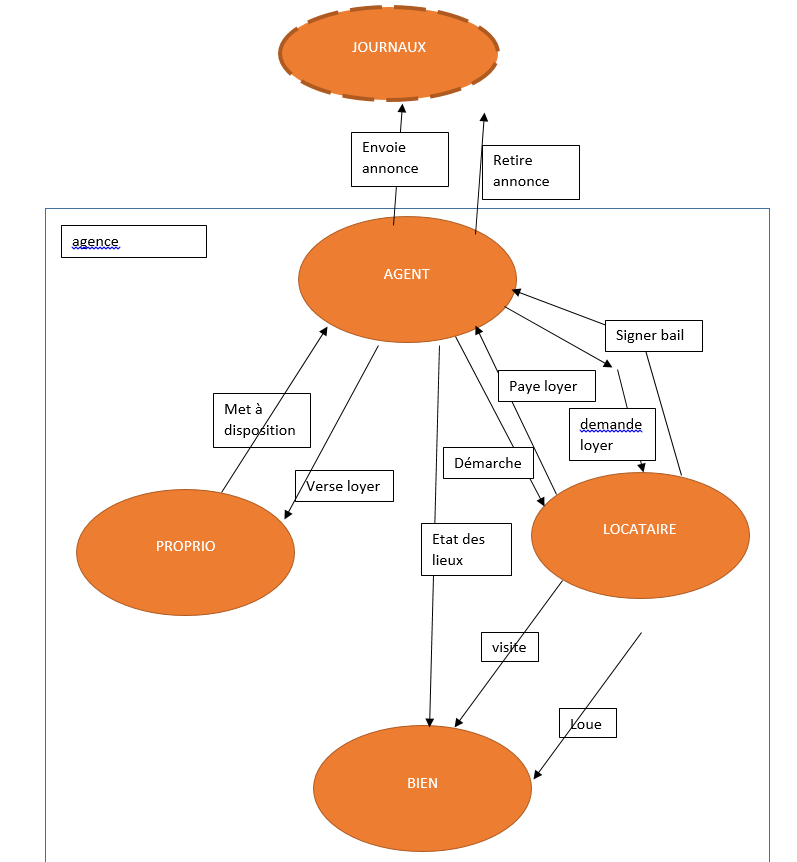 JOURNAUX
Envoie
annonce
Retire
annonce
agence
AGENT
Signer bail
Paye loyer
Met à
disposition
demande
loyer
Démarche
Verse loyer
Etat des
lieux
LOCATAIRE
PROPRIO
visite
Loue
BIEN